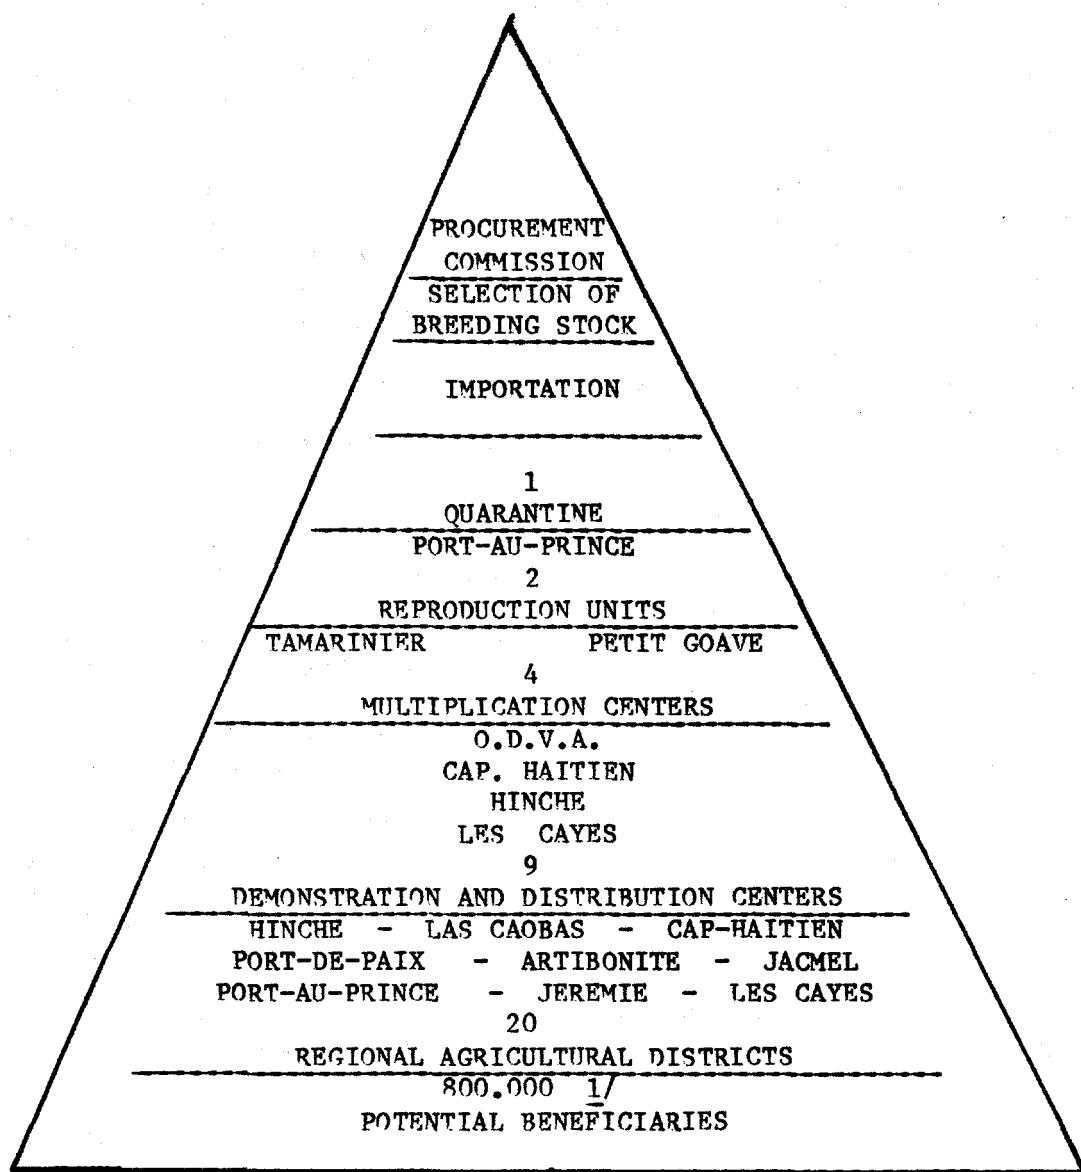 PROCUREMENT
COMMISSION
SELECTION OF
BREEDING STOCK
IMPORTATION
1
QUARANTINE
PORT-AU-PRINCE
2
REPRODUCTION UNITS
TAMARINIER PETIT GOAVE
4
MULTIPLICATION CENTERS
O.D.V.A.
CAP. HAITIEN
HINCHE
LES CAYES
9
DEMONSTRATION AND DISTRIBUTION CENTERS
HINCHE - LAS CAOBAS - CAP-HAITIEN
PORT-DE-PAIX - ARTIBONITE - JACMEL
PORT-AU-PRINCE - JEREMIE - LES CAYES
20
REGIONAL AGRICULTURAL DISTRICTS
800.000 1/
POTENTIAL BENEFICIARIES